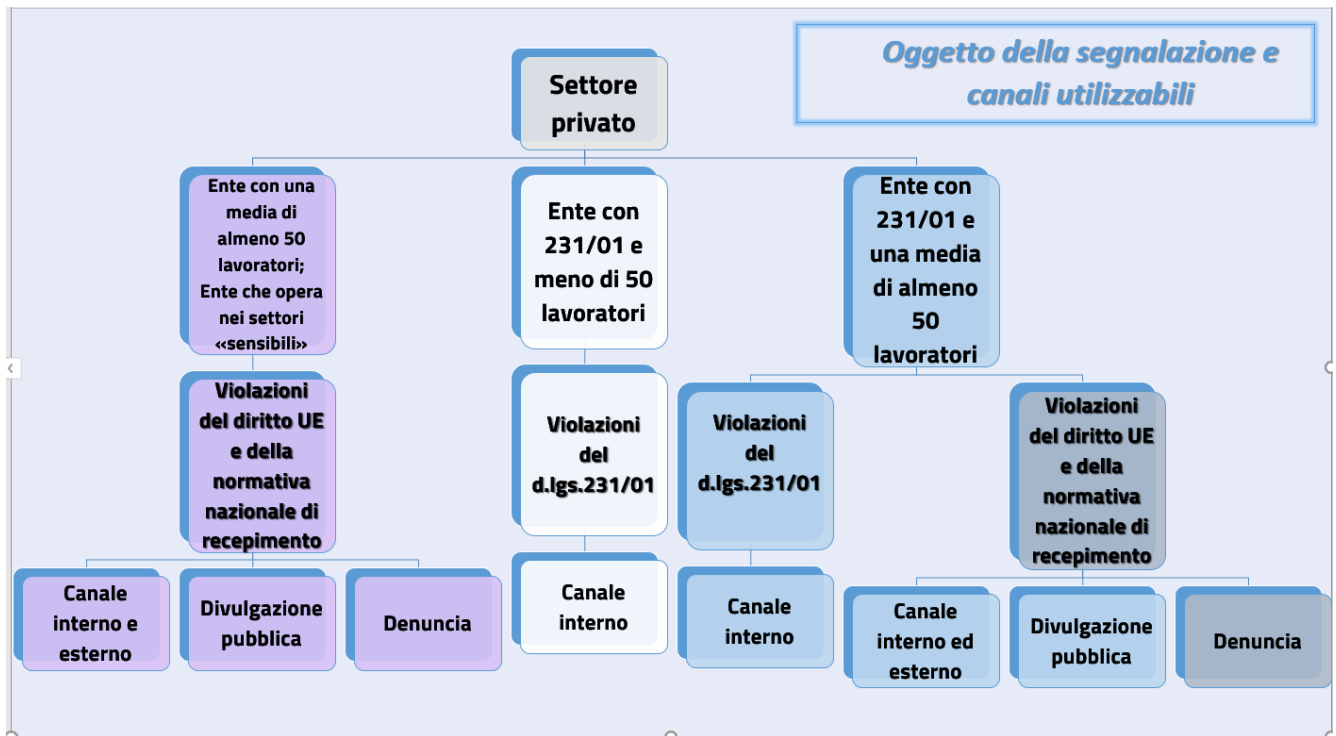 Oggetto della segnalazione e
canali utilizzabili
Settore
privato
Ente con una
media di
almeno 50
lavoratori;
Ente che opera
nei settori
«sensibili»
Ente con
231/01 e
meno di 50
lavoratori
Ente con
231/01 e
una media
di almeno
50
lavoratori
Violazioni
del diritto UE
e della
normativa
nazionale di
recepimento
Violazioni
del
d.lgs.231/01
Violazioni
del
d.lgs.231/01
Violazioni
del diritto UE
e della
normativa
nazionale di
recepimento
Canale
interno e
esterno
Divulgazione
pubblica
Denuncia
Canale
interno
Canale
interno
Canale
interno ed
esterno
Divulgazione
pubblica
Denuncia